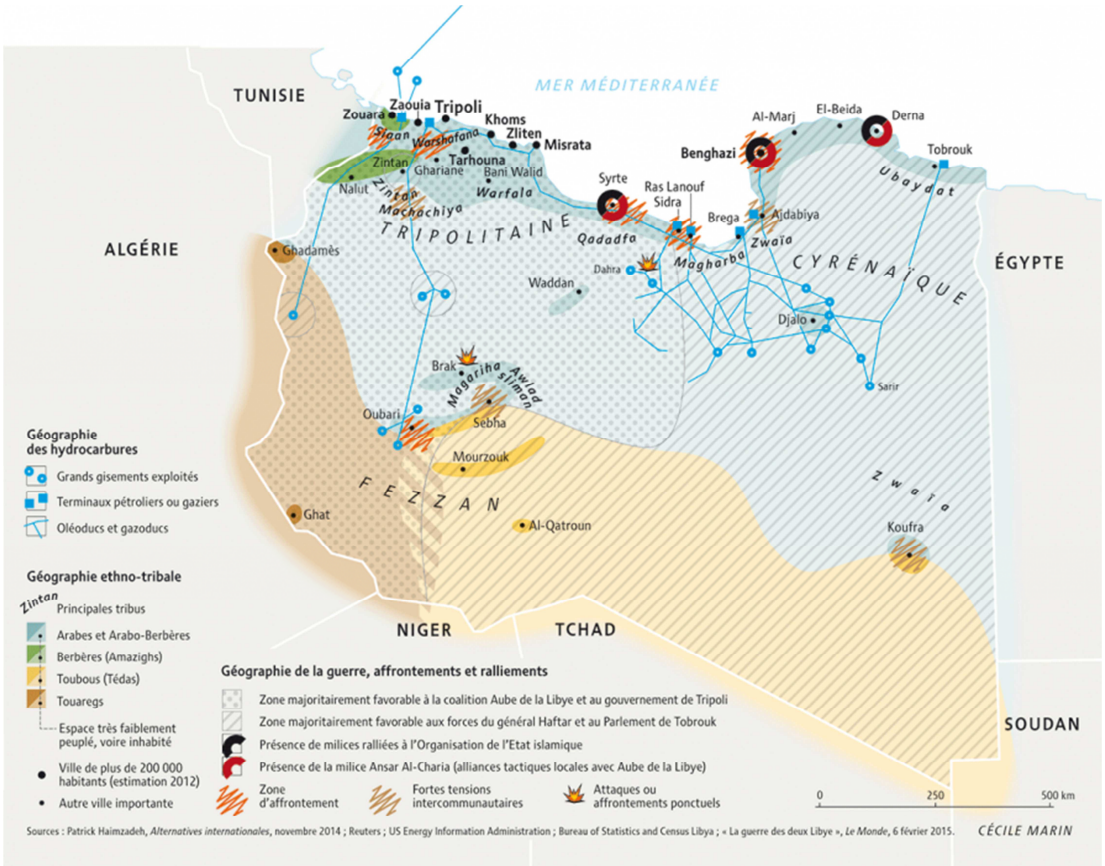 MER MÉDITERRANÉE
TUNISIE
Zouara
Zaouia
Tripoli
Siaan
Warshafana
Khoms
Zliten
Misrata
Tarhouna
Zintan
Ghariane
Bani Walid
Nalut
Zintan
Machachiya
Warfala
TRIPOLITAINE
Al-Marj
El-Beida
Derna
Benghazi
Tobrouk
Ubaydat
Syrte
Ras Lanouf
Sidra
Brega
Ajdabiya
Qadadfa
Zwaïa
Magharba
CYRÉNAÏQUE
ALGÉRIE
ÉGYPTE
Ghadamès
Dahra
Waddan
Djalo
Sarir
Brak
Magariha
Awlad
sliman
Oubari
Sebha
Mourzouk
FEZZAN
Ghat
Al-Qatroun
Zwaïa
Koufra
NIGER
TCHAD
SOUDAN
Géographie
des hydrocarbures
Grands gisements exploités
Terminaux pétroliers ou gaziers
Oléoducs et gazoducs
Géographie ethno-tribale
Zintan
Principales tribus
Arabes et Arabo-Berbères
Berbères (Amazighs)
Toubous (Tédas)
Touaregs
Espace très faiblement
peuplé, voire inhabité
Ville de plus de 200 000
habitants (estimation 2012)
Autre ville importante
Géographie de la guerre, affrontements et ralliements
Zone majoritairement favorable à la coalition Aube de la Libye et au gouvernement de Tripoli
Zone majoritairement favorable aux forces du général Haftar et au Parlement de Tobrouk
Présence de milices ralliées à l'Organisation de l'Etat islamique
Présence de la milice Ansar Al-Charia (alliances tactiques locales avec Aube de la Libye)
Zone
d'affrontement
Fortes tensions
intercommunautaires
Attaques ou
affrontements ponctuels
0 250 500 km
Sources : Patrick Haimzadeh, Alternatives internationales, novembre 2014 ; Reuters ; US Energy Information Administration ; Bureau of Statistics and Census Libya ; « La guerre des deux Libye », Le Monde, 6 février 2015.
CÉCILE MARIN